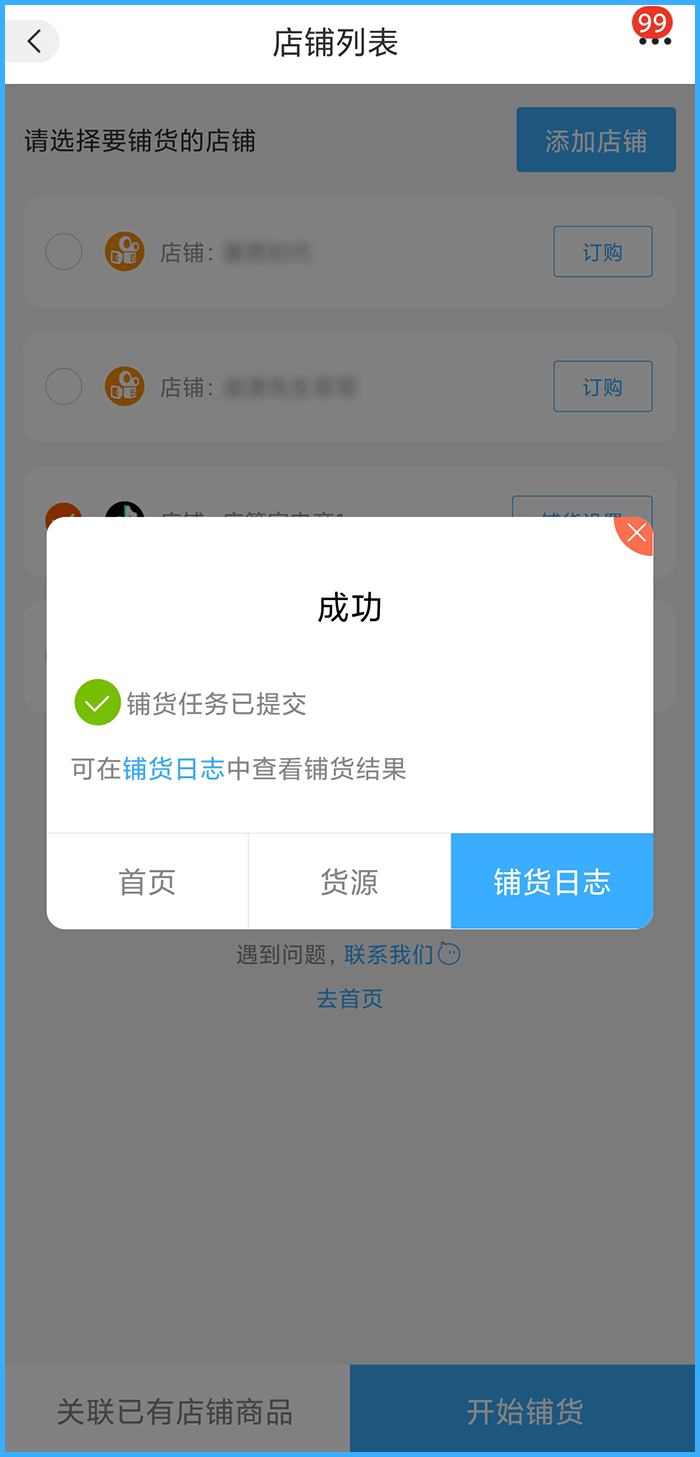 店铺列表
99
请选择要铺货的店铺
添加店铺
店铺：
订购
店铺：
订购
成功
铺货任务已提交
可在铺货日志中查看铺货结果
首页
货源
铺货日志
遇到问题，联系我们
去首页
关联已有店铺商品
开始铺货